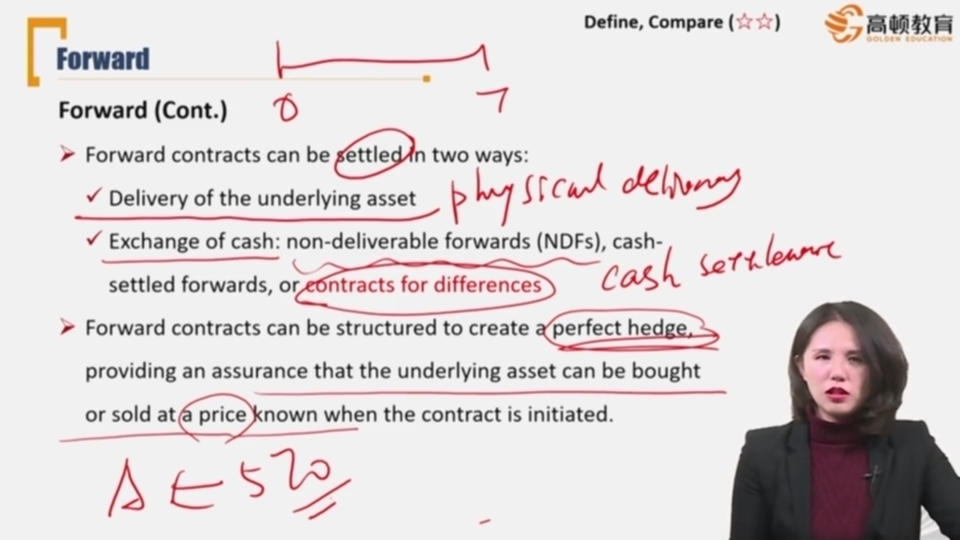 Define, Compare (☆☆)
高顿教育
GOLDEN EDUCATION
Forward
0
T
Forward (Cont.)
➤ Forward contracts can be settled in two ways:
✓ Delivery of the underlying asset
physical delivery
✓ Exchange of cash: non-deliverable forwards (NDFs), cash-
settled forwards, or contracts for differences
cash settleme
➤ Forward contracts can be structured to create a perfect hedge,
providing an assurance that the underlying asset can be bought
or sold at a price known when the contract is initiated.